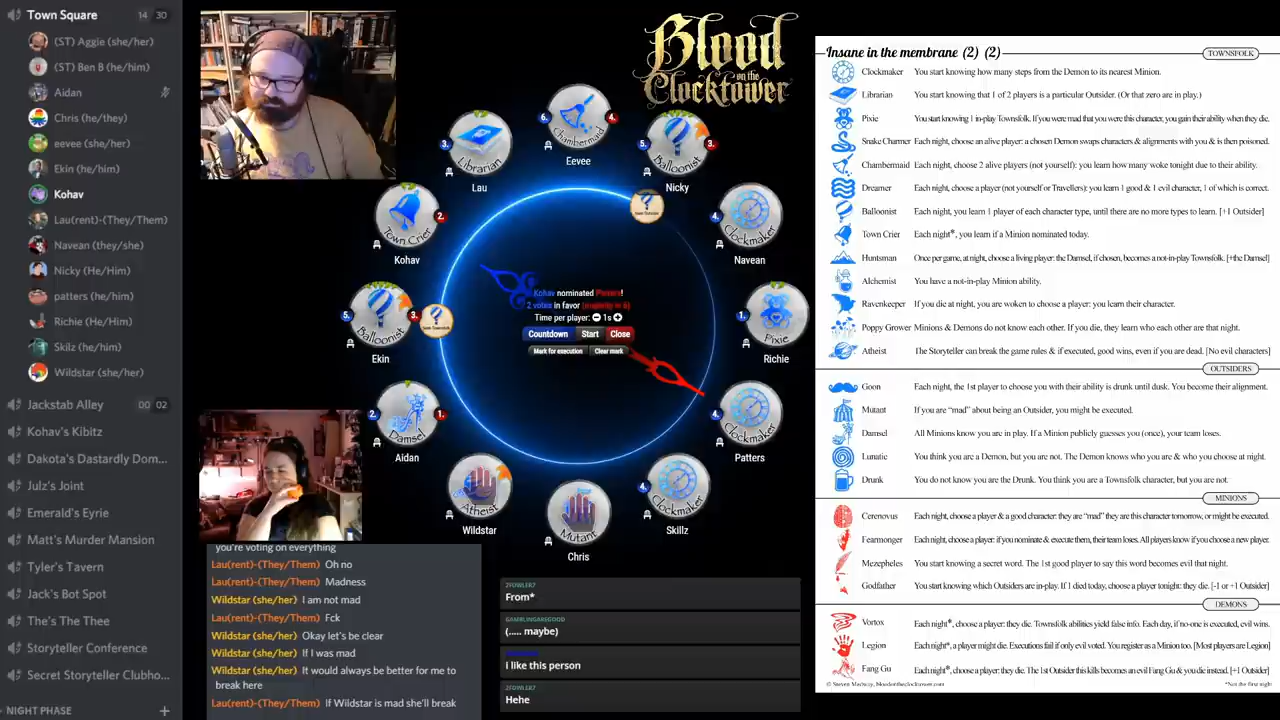 Town Square
14 30
(ST) Aggie (she/her)
(ST) Ben B (he/him)
Aidan
Chris (he/they)
eevee (she/her)
Ekin (he/him)
Kohav
Lau(rent)-(They/Them)
Navean (they/she)
Nicky (He/Him)
patters (he/him)
Richie (He/Him)
Skilz (he/him)
Wildstar (she/her)
Jackstab Alley
00 02
Kohav's Kibitz
Dakota's Dastardly Dom...
Julz's Joint
Emerald's Eyrie
Matt's Murder Mansion
Tyler's Tavern
Jack's Bot Spot
The's The Thee
Storyteller Conference
NIGHT PHASE
Blood
on the
Clocktower
6.
Chambermaid
4.
Eevee
3.
Librarian
Lau
5.
Balloonist
3.
Nicky
Town Crier
2.
Kohav
4.
Clockmaker
Navean
5.
Balloonist
3.
Ekin
1.
Pixie
Richie
2.
Damsel
1.
Aidan
4.
Clockmaker
Patters
Atheist
Wildstar
Mutant
Chris
4.
Clockmaker
Skillz
Kohav nominated Patters!
2 votes in favor (majority is 6)
Time per player: 1s
Countdown Start Close
Mark for execution Clear mark
you're voting on everything
Lau(rent)-(They/Them) Oh no
Lau(rent)-(They/Them) Madness
Wildstar (she/her) I am not mad
Lau(rent)-(They/Them) Fck
Wildstar (she/her) Okay let's be clear
Wildstar (she/her) If I was mad
Wildstar (she/her) It would always be better for me to
break here
Lau(rent)-(They/Them) If Wildstar is mad she'll break
2FOWLER7
From*
(..... maybe)
i like this person
2FOWLER7
Hehe
Insane in the membrane (2) (2)
TOWNSFOLK
Clockmaker You start knowing how many steps from the Demon to its nearest Minion.
Librarian You start knowing that 1 of 2 players is a particular Outsider. (Or that zero are in play.)
Pixie You start knowing 1 in-play Townsfolk. If you were mad that you were this character, you gain their ability when they die.
Snake Charmer Each night, choose an alive player: a chosen Demon swaps characters & alignments with you & is then poisoned.
Chambermaid Each night, choose 2 alive players (not yourself): you learn how many woke tonight due to their ability.
Dreamer Each night, choose a player (not yourself or Travellers): you learn 1 good & 1 evil character, 1 of which is correct.
Balloonist Each night, you learn 1 player of each character type, until there are no more types to learn. [+1 Outsider]
Town Crier Each night*, you learn if a Minion nominated today.
Huntsman Once per game, at night, choose a living player: the Damsel, if chosen, becomes a not-in-play Townsfolk. [+the Damsel]
Alchemist You have a not-in-play Minion ability.
Ravenkeeper If you die at night, you are woken to choose a player: you learn their character.
Poppy Grower Minions & Demons do not know each other. If you die, they learn who each other are that night.
Atheist The Storyteller can break the game rules & if executed, good wins, even if you are dead. [No evil characters]
OUTSIDERS
Goon Each night, the 1st player to choose you with their ability is drunk until dusk. You become their alignment.
Mutant If you are "mad" about being an Outsider, you might be executed.
Damsel All Minions know you are in play. If a Minion publicly guesses you (once), your team loses.
Lunatic You think you are a Demon, but you are not. The Demon knows who you are & who you choose at night.
Drunk You do not know you are the Drunk. You think you are a Townsfolk character, but you are not.
MINIONS
Cerenovus Each night, choose a player & a good character: they are "mad" they are this character tomorrow, or might be executed.
Fearmonger Each night, choose a player: if you nominate & execute them, their team loses. All players know if you choose a new player.
Mezepheles You start knowing a secret word. The 1st good player to say this word becomes evil that night.
Godfather You start knowing which Outsiders are in-play. If 1 died today, choose a player tonight: they die. [-1 or +1 Outsider]
DEMONS
Vortox Each night*, choose a player: they die. Townsfolk abilities yield false info. Each day, if no-one is executed, evil wins.
Legion Each night*, a player might die. Executions fail if only evil voted. You register as a Minion too. [Most players are Legion]
Fang Gu Each night*, choose a player: they die. The 1st Outsider this kills becomes an evil Fang Gu & you die instead. [+1 Outsider]
*Not the first night